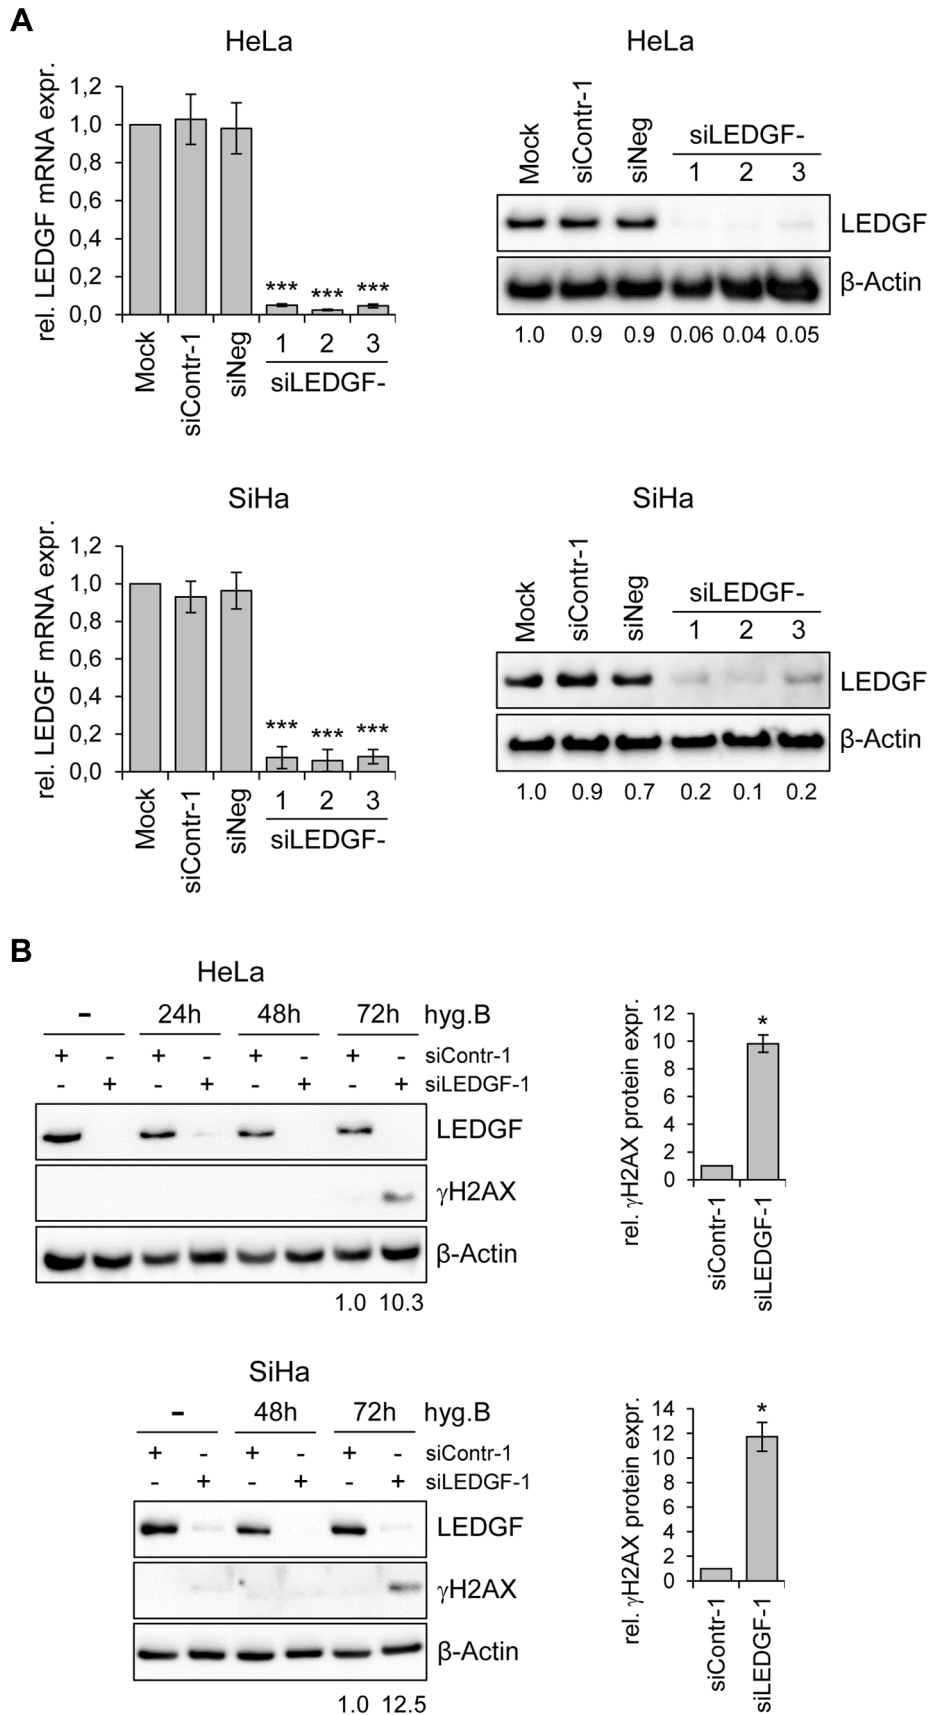 A
HeLa
rel. LEDGF mRNA expr.
1,2
1,0
0,8
0,6
0,4
0,2
0,0
*** *** ***
Mock siContr-1 siNeg 1 2 3
siLEDGF-
HeLa
Mock siContr-1 siNeg siLEDGF-
1 2 3
LEDGF
β-Actin
1.0 0.9 0.9 0.06 0.04 0.05
SiHa
rel. LEDGF mRNA expr.
1,2
1,0
0,8
0,6
0,4
0,2
0,0
*** *** ***
Mock siContr-1 siNeg 1 2 3
siLEDGF-
SiHa
Mock siContr-1 siNeg siLEDGF-
1 2 3
LEDGF
β-Actin
1.0 0.9 0.7 0.2 0.1 0.2
B
HeLa
– 24h 48h 72h hyg.B
+ - + - + - + - siContr-1
- + - + - + - + siLEDGF-1
LEDGF
γH2AX
β-Actin
1.0 10.3
rel. γH2AX protein expr.
12
10
8
6
4
2
0
*
siContr-1 siLEDGF-1
SiHa
– 48h 72h hyg.B
+ - + - + - siContr-1
- + - + - + siLEDGF-1
LEDGF
γH2AX
β-Actin
1.0 12.5
rel. γH2AX protein expr.
14
12
10
8
6
4
2
0
*
siContr-1 siLEDGF-1